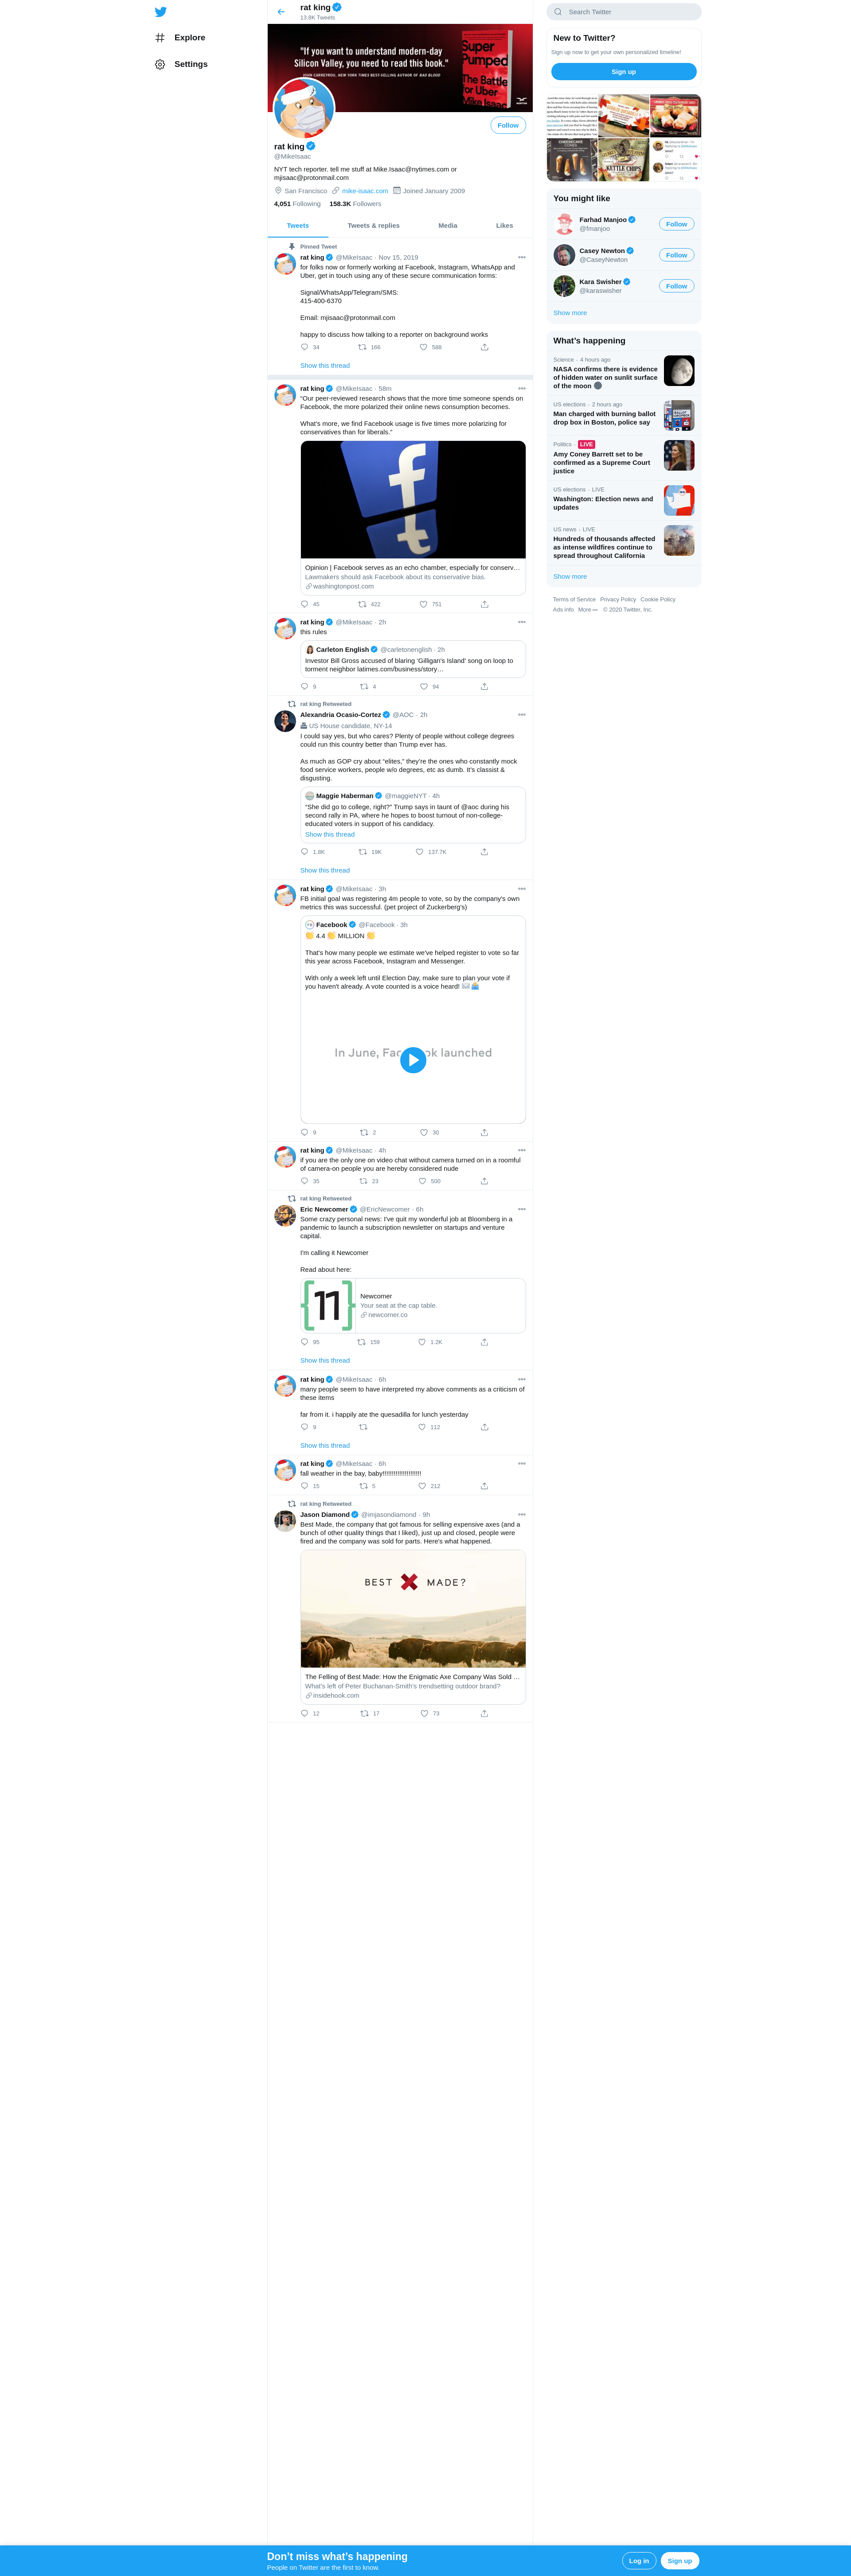 Explore
Settings
rat king
13.8K Tweets
"If you want to understand modern-day
Silicon Valley, you need to read this book."
JOHN CARREYROU, NEW YORK TIMES BEST-SELLING AUTHOR OF BAD BLOOD
Super
Pumped
The Battle
for Uber
Mike Isaac
NORTON
Follow
rat king
@MikeIsaac
NYT tech reporter. tell me stuff at Mike.Isaac@nytimes.com or
mjisaac@protonmail.com
San Francisco mike-isaac.com Joined January 2009
4,051 Following 158.3K Followers
Tweets Tweets & replies Media Likes
Pinned Tweet
rat king @MikeIsaac · Nov 15, 2019
for folks now or formerly working at Facebook, Instagram, WhatsApp and
Uber, get in touch using any of these secure communication forms:
Signal/WhatsApp/Telegram/SMS:
415-400-6370
Email: mjisaac@protonmail.com
happy to discuss how talking to a reporter on background works
34 166 588
Show this thread
rat king @MikeIsaac · 58m
"Our peer-reviewed research shows that the more time someone spends on
Facebook, the more polarized their online news consumption becomes.
What's more, we find Facebook usage is five times more polarizing for
conservatives than for liberals."
Opinion | Facebook serves as an echo chamber, especially for conserv…
Lawmakers should ask Facebook about its conservative bias.
washingtonpost.com
45 422 751
rat king @MikeIsaac · 2h
this rules
Carleton English @carletonenglish · 2h
Investor Bill Gross accused of blaring 'Gilligan's Island' song on loop to
torment neighbor latimes.com/business/story…
9 4 94
rat king Retweeted
Alexandria Ocasio-Cortez @AOC · 2h
US House candidate, NY-14
I could say yes, but who cares? Plenty of people without college degrees
could run this country better than Trump ever has.
As much as GOP cry about "elites," they're the ones who constantly mock
food service workers, people w/o degrees, etc as dumb. It's classist &
disgusting.
Maggie Haberman @maggieNYT · 4h
"She did go to college, right?" Trump says in taunt of @aoc during his
second rally in PA, where he hopes to boost turnout of non-college-
educated voters in support of his candidacy.
Show this thread
1.8K 19K 137.7K
Show this thread
rat king @MikeIsaac · 3h
FB initial goal was registering 4m people to vote, so by the company's own
metrics this was successful. (pet project of Zuckerberg's)
Facebook @Facebook · 3h
👏 4.4 👏 MILLION 👏
That's how many people we estimate we've helped register to vote so far
this year across Facebook, Instagram and Messenger.
With only a week left until Election Day, make sure to plan your vote if
you haven't already. A vote counted is a voice heard!
In June, Fac ok launched
9 2 30
rat king @MikeIsaac · 4h
if you are the only one on video chat without camera turned on in a roomful
of camera-on people you are hereby considered nude
35 23 500
rat king Retweeted
Eric Newcomer @EricNewcomer · 6h
Some crazy personal news: I've quit my wonderful job at Bloomberg in a
pandemic to launch a subscription newsletter on startups and venture
capital.
I'm calling it Newcomer
Read about here:
{11}
Newcomer
Your seat at the cap table.
newcomer.co
95 159 1.2K
Show this thread
rat king @MikeIsaac · 6h
many people seem to have interpreted my above comments as a criticism of
these items
far from it. i happily ate the quesadilla for lunch yesterday
9 112
Show this thread
rat king @MikeIsaac · 6h
fall weather in the bay, baby!!!!!!!!!!!!!!!!!!!!!
15 5 212
rat king Retweeted
Jason Diamond @imjasondiamond · 9h
Best Made, the company that got famous for selling expensive axes (and a
bunch of other quality things that I liked), just up and closed, people were
fired and the company was sold for parts. Here's what happened.
BEST MADE?
The Felling of Best Made: How the Enigmatic Axe Company Was Sold …
What's left of Peter Buchanan-Smith's trendsetting outdoor brand?
insidehook.com
12 17 73
Search Twitter
New to Twitter?
Sign up now to get your own personalized timeline!
Sign up
KETTLE CHIPS
You might like
Farhad Manjoo
@fmanjoo
Follow
Casey Newton
@CaseyNewton
Follow
Kara Swisher
@karaswisher
Follow
Show more
What's happening
Science · 4 hours ago
NASA confirms there is evidence
of hidden water on sunlit surface
of the moon
US elections · 2 hours ago
Man charged with burning ballot
drop box in Boston, police say
Politics · LIVE
Amy Coney Barrett set to be
confirmed as a Supreme Court
justice
US elections · LIVE
Washington: Election news and
updates
US news · LIVE
Hundreds of thousands affected
as intense wildfires continue to
spread throughout California
Show more
Terms of Service Privacy Policy Cookie Policy
Ads info More © 2020 Twitter, Inc.
Don't miss what's happening
People on Twitter are the first to know.
Log in Sign up